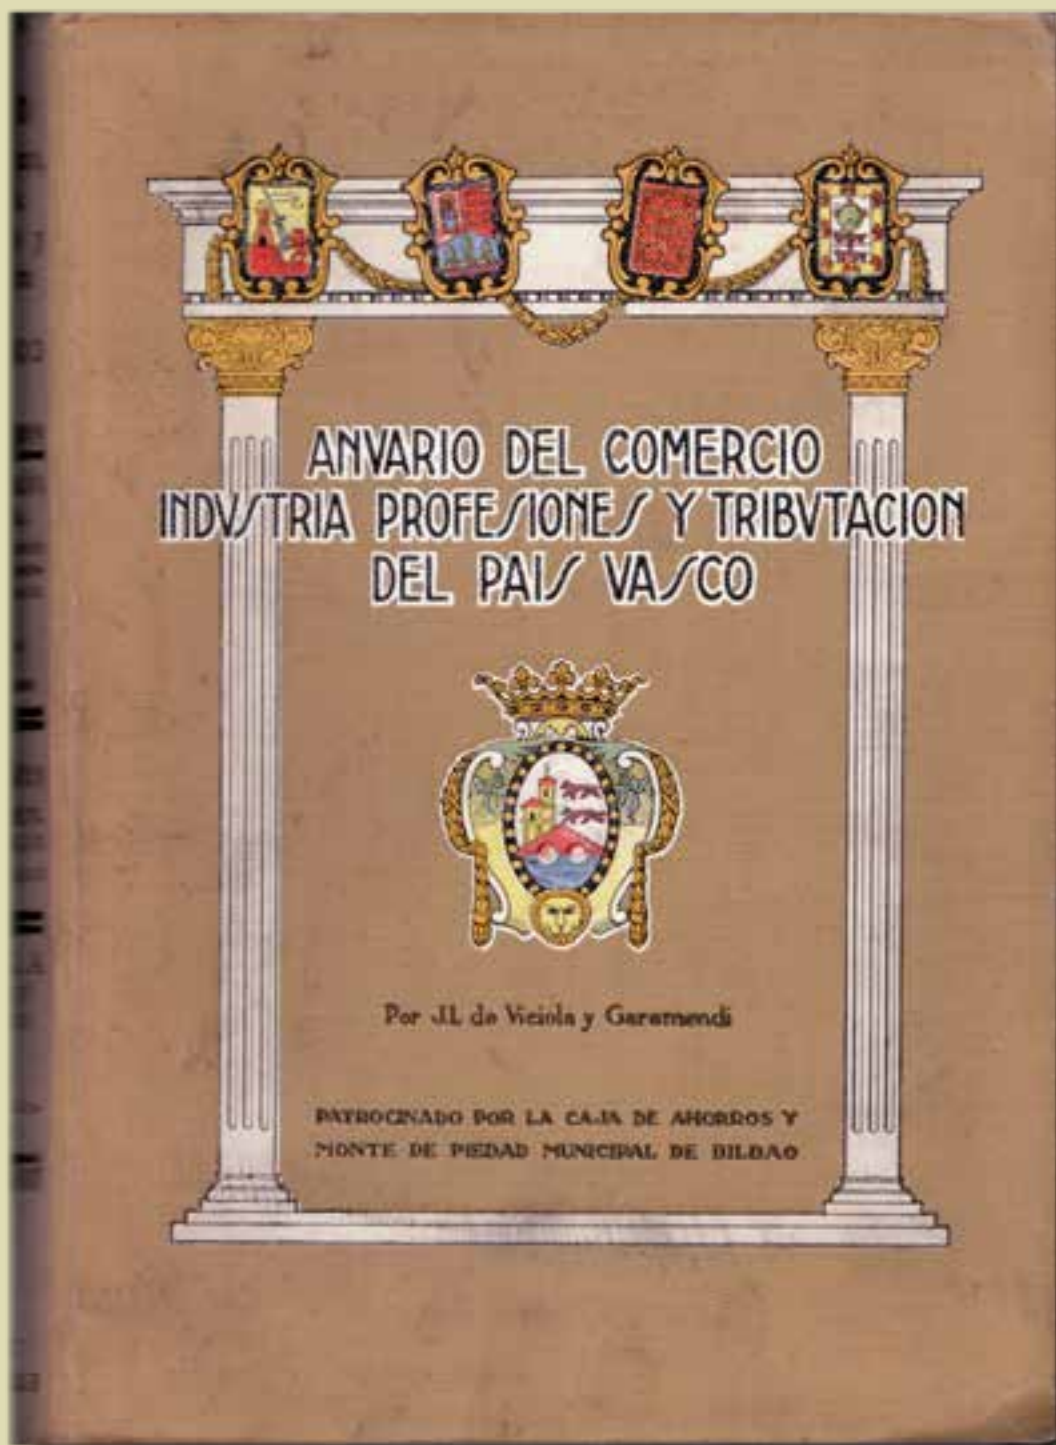 ANVARIO DEL COMERCIO
INDVSTRIA PROFESIONES Y TRIBVTACION
DEL PAIS VASCO
Por J.L. de Viciola y Garamendi
PATROCINADO POR LA CAJA DE AHORROS Y
MONTE DE PIEDAD MUNICIPAL DE BILBAO